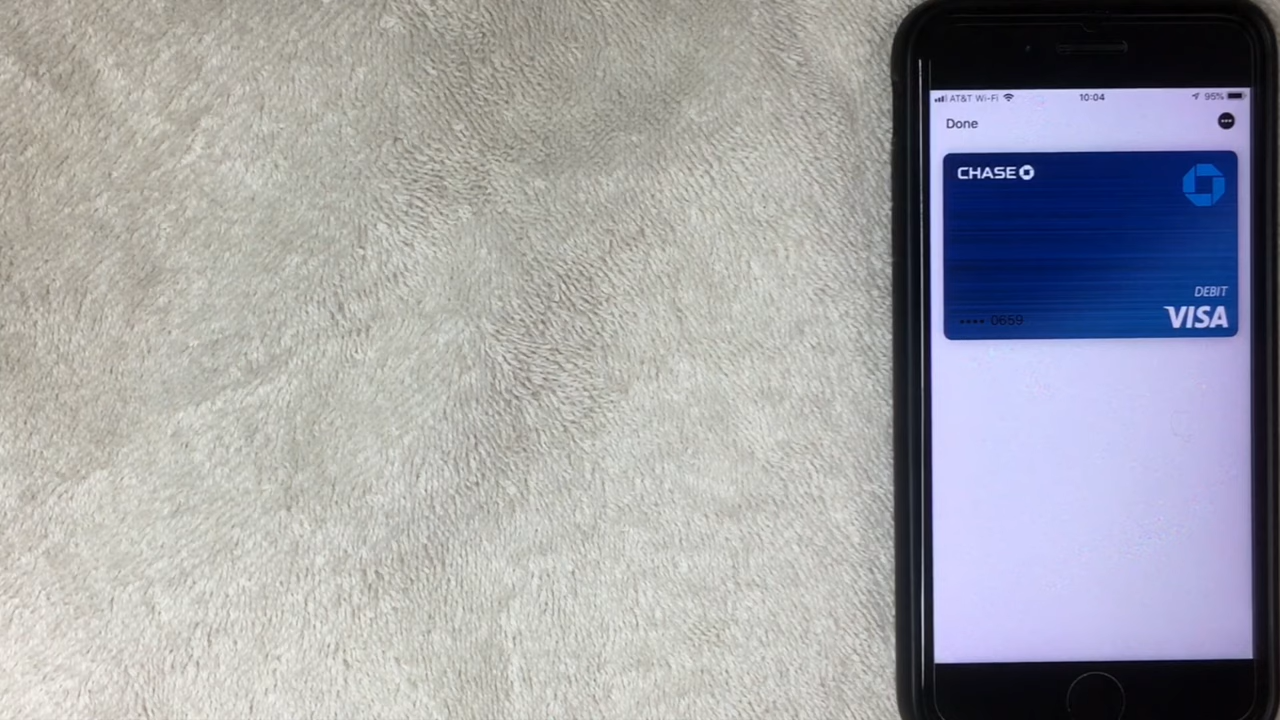 AT&T Wi-Fi 10:04 95%
Done
CHASE
DEBIT
VISA
•••• 0659